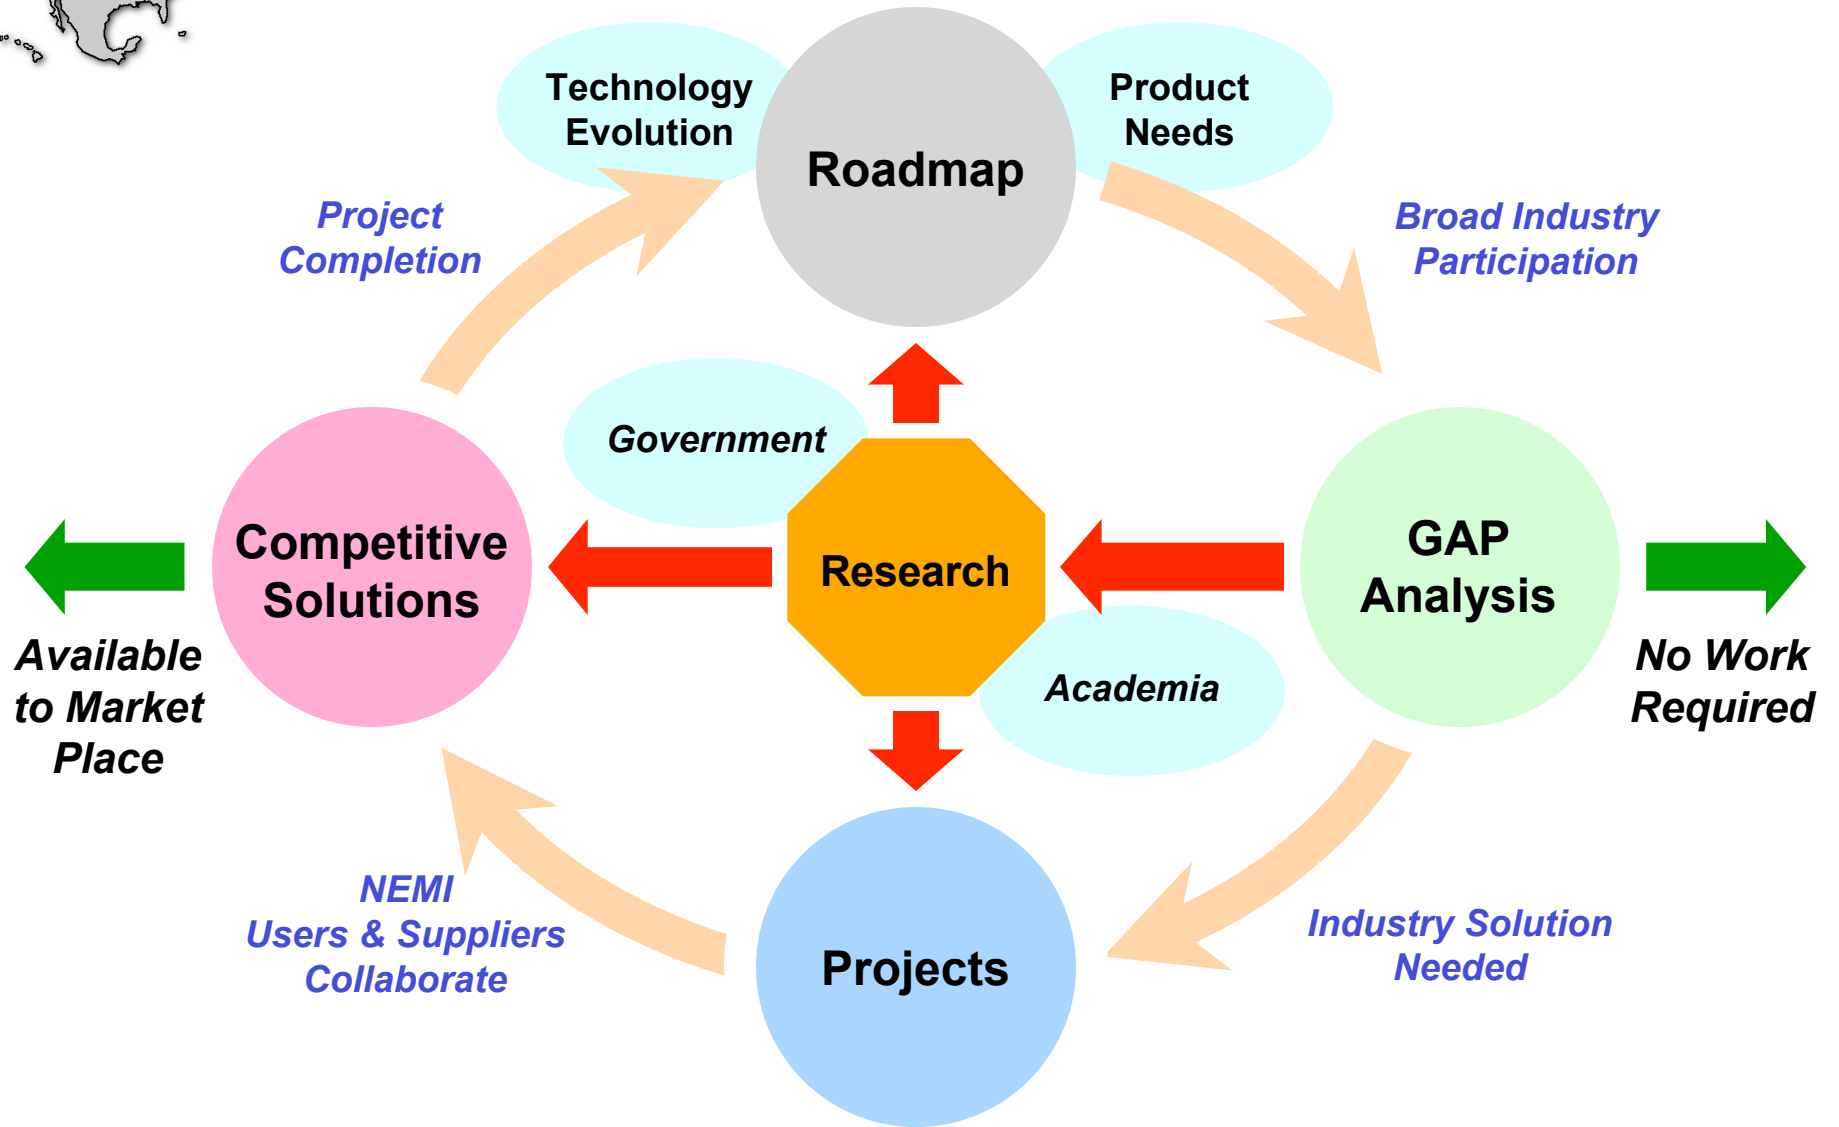 Technology
Evolution
Product
Needs
Roadmap
Project
Completion
Broad Industry
Participation
Government
Competitive
Solutions
Research
GAP
Analysis
Available
to Market
Place
Academia
No Work
Required
NEMI
Users & Suppliers
Collaborate
Projects
Industry Solution
Needed